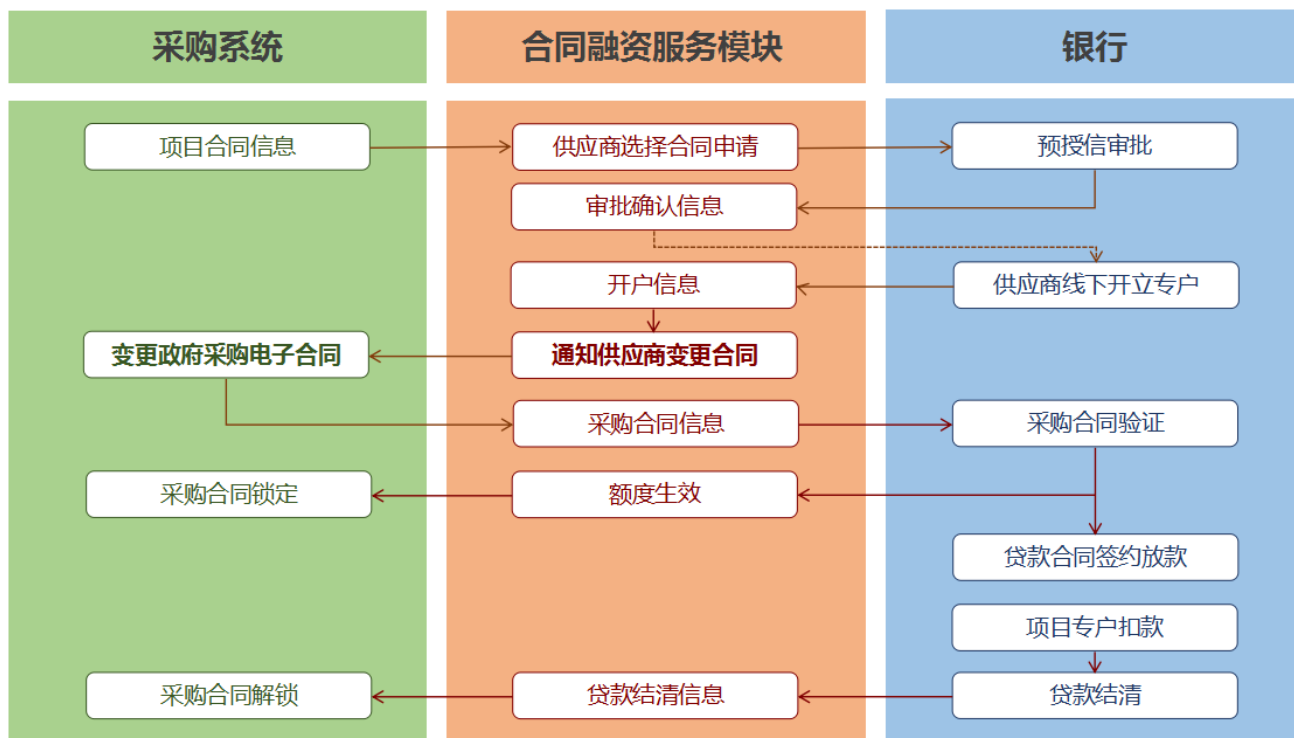 采购系统
合同融资服务模块
银行
项目合同信息
供应商选择合同申请
预授信审批
审批确认信息
开户信息
供应商线下开立专户
变更政府采购电子合同
通知供应商变更合同
采购合同信息
采购合同验证
采购合同锁定
额度生效
贷款合同签约放款
项目专户扣款
采购合同解锁
贷款结清信息
贷款结清